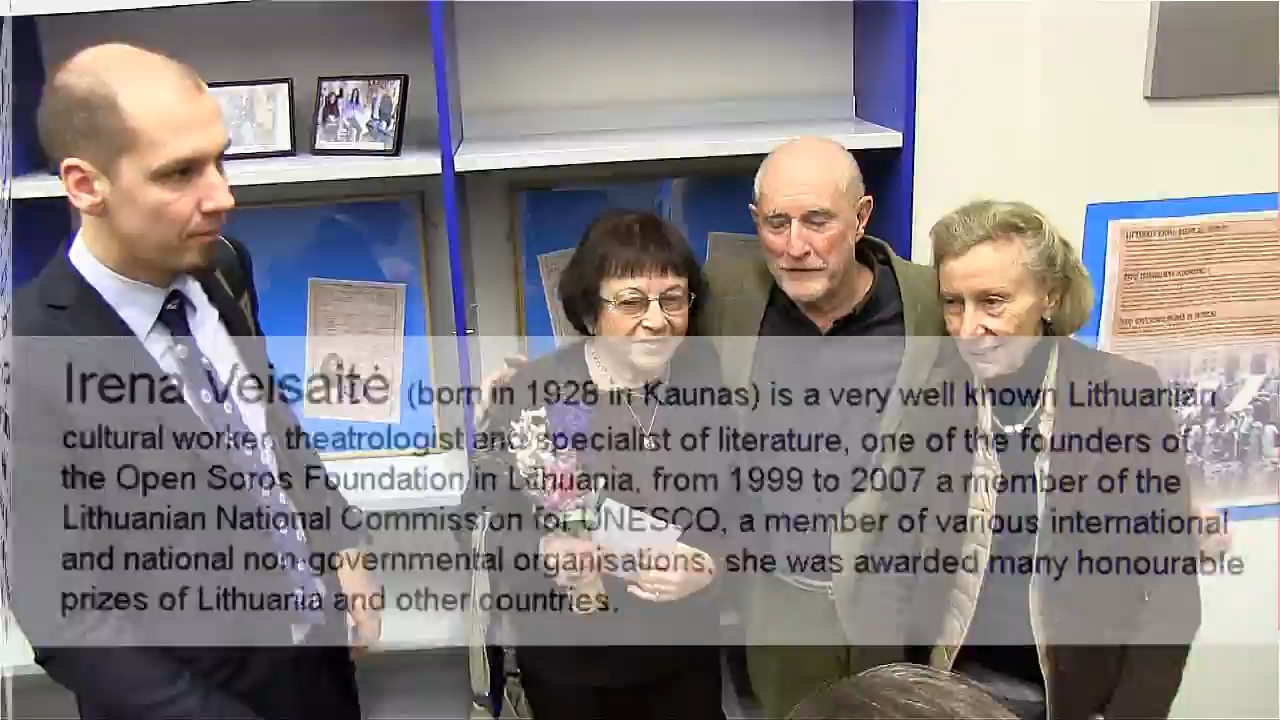 Irena Veisaitė (born in 1928 in Kaunas) is a very well known Lithuanian
cultural worker, theatrologist and specialist of literature, one of the founders of
the Open Soros Foundation in Lithuania, from 1999 to 2007 a member of the
Lithuanian National Commission for UNESCO, a member of various international
and national non-governmental organisations, she was awarded many honourable
prizes of Lithuania and other countries.